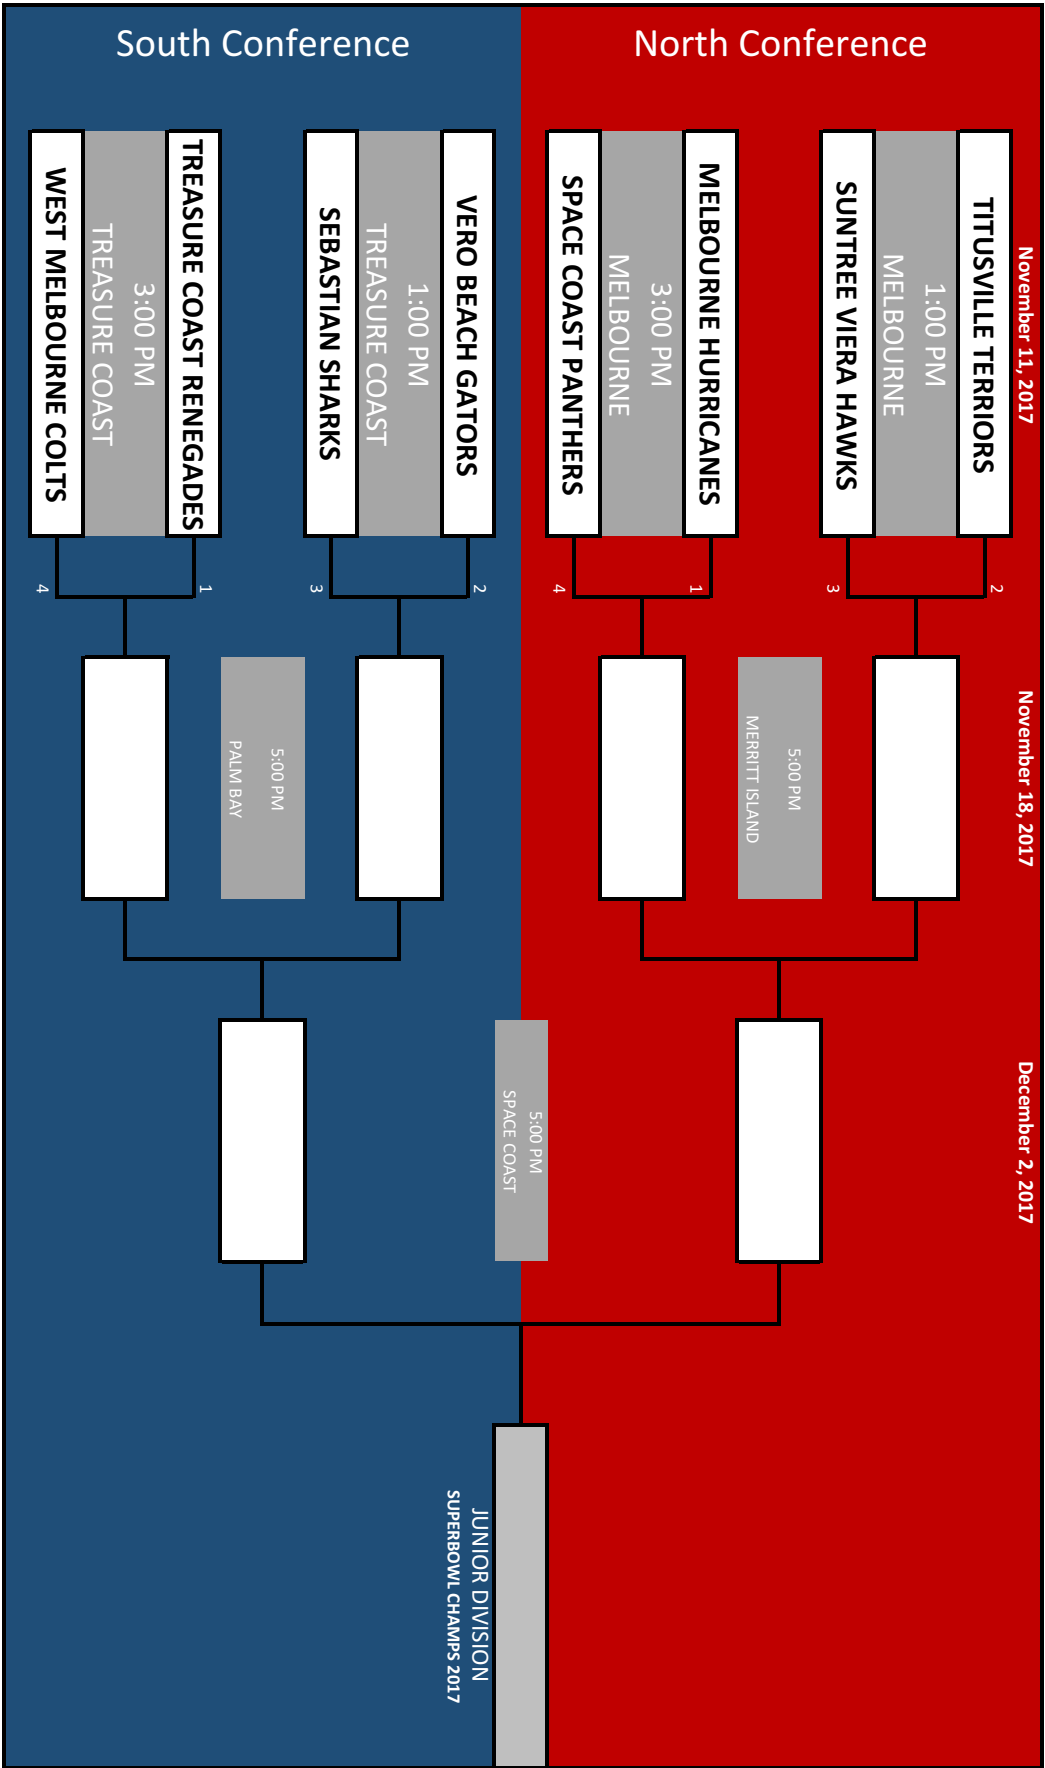 North Conference
South Conference
November 11, 2017
November 18, 2017
December 2, 2017
TITUSVILLE TERRIORS
2
1:00 PM
MELBOURNE
SUNTREE VIERA HAWKS
3
5:00 PM
MERRITT ISLAND
MELBOURNE HURRICANES
1
3:00 PM
MELBOURNE
SPACE COAST PANTHERS
4
5:00 PM
SPACE COAST
JUNIOR DIVISION
SUPERBOWL CHAMPS 2017
VERO BEACH GATORS
2
1:00 PM
TREASURE COAST
SEBASTIAN SHARKS
3
5:00 PM
PALM BAY
TREASURE COAST RENEGADES
1
3:00 PM
TREASURE COAST
WEST MELBOURNE COLTS
4